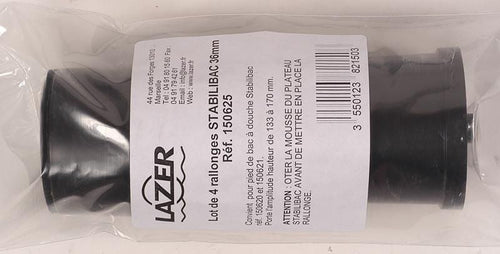 LAZER
44 rue des Forges 13010
Marseille
Tél : 04 91 80 15 60 Fax
04 91 79 42 81
Email : info@lazer.fr
Web : www.lazer.fr
Lot de 4 rallonges STABILIBAC 36mm
Réf. 150625
Convient pour pied de bac à douche Stabilibac
réf.150620 et 150621.
Porte l'amplitude hauteur de 133 à 170 mm.
ATTENTION : OTER LA MOUSSE DU PLATEAU
STABILIBAC AVANT DE METTRE EN PLACE LA
RALLONGE.
3 550123 821503